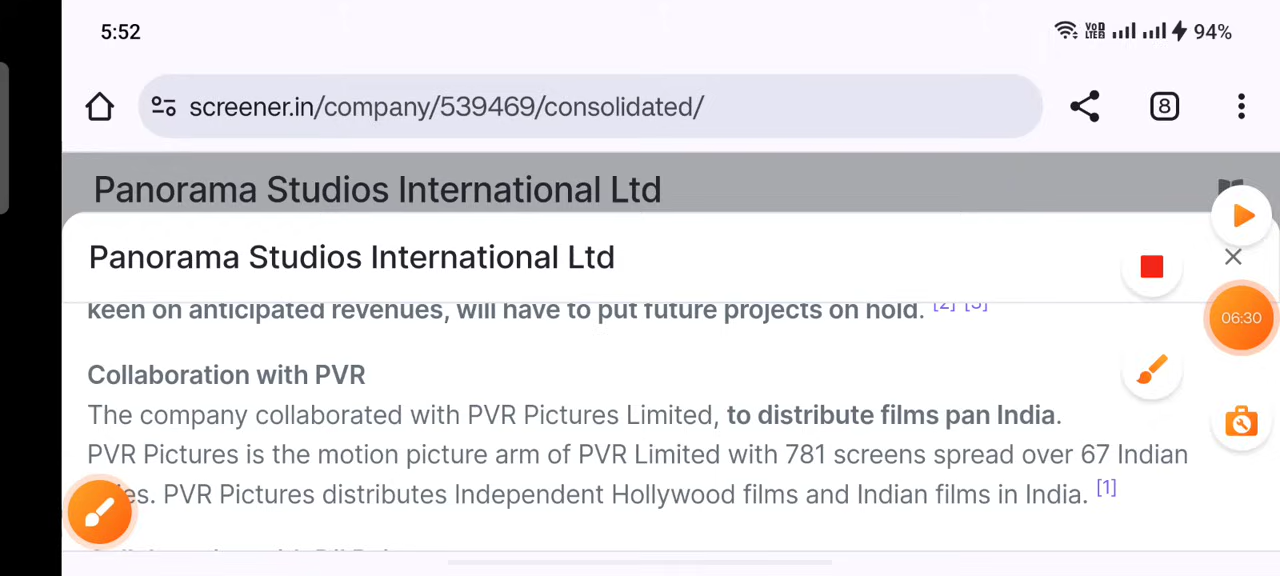 5:52
VoD LTE2 94%
screener.in/company/539469/consolidated/
8
Panorama Studios International Ltd
Panorama Studios International Ltd
keen on anticipated revenues, will have to put future projects on hold. [2] [3]
06:30
Collaboration with PVR
The company collaborated with PVR Pictures Limited, to distribute films pan India.
PVR Pictures is the motion picture arm of PVR Limited with 781 screens spread over 67 Indian
es. PVR Pictures distributes Independent Hollywood films and Indian films in India. [1]